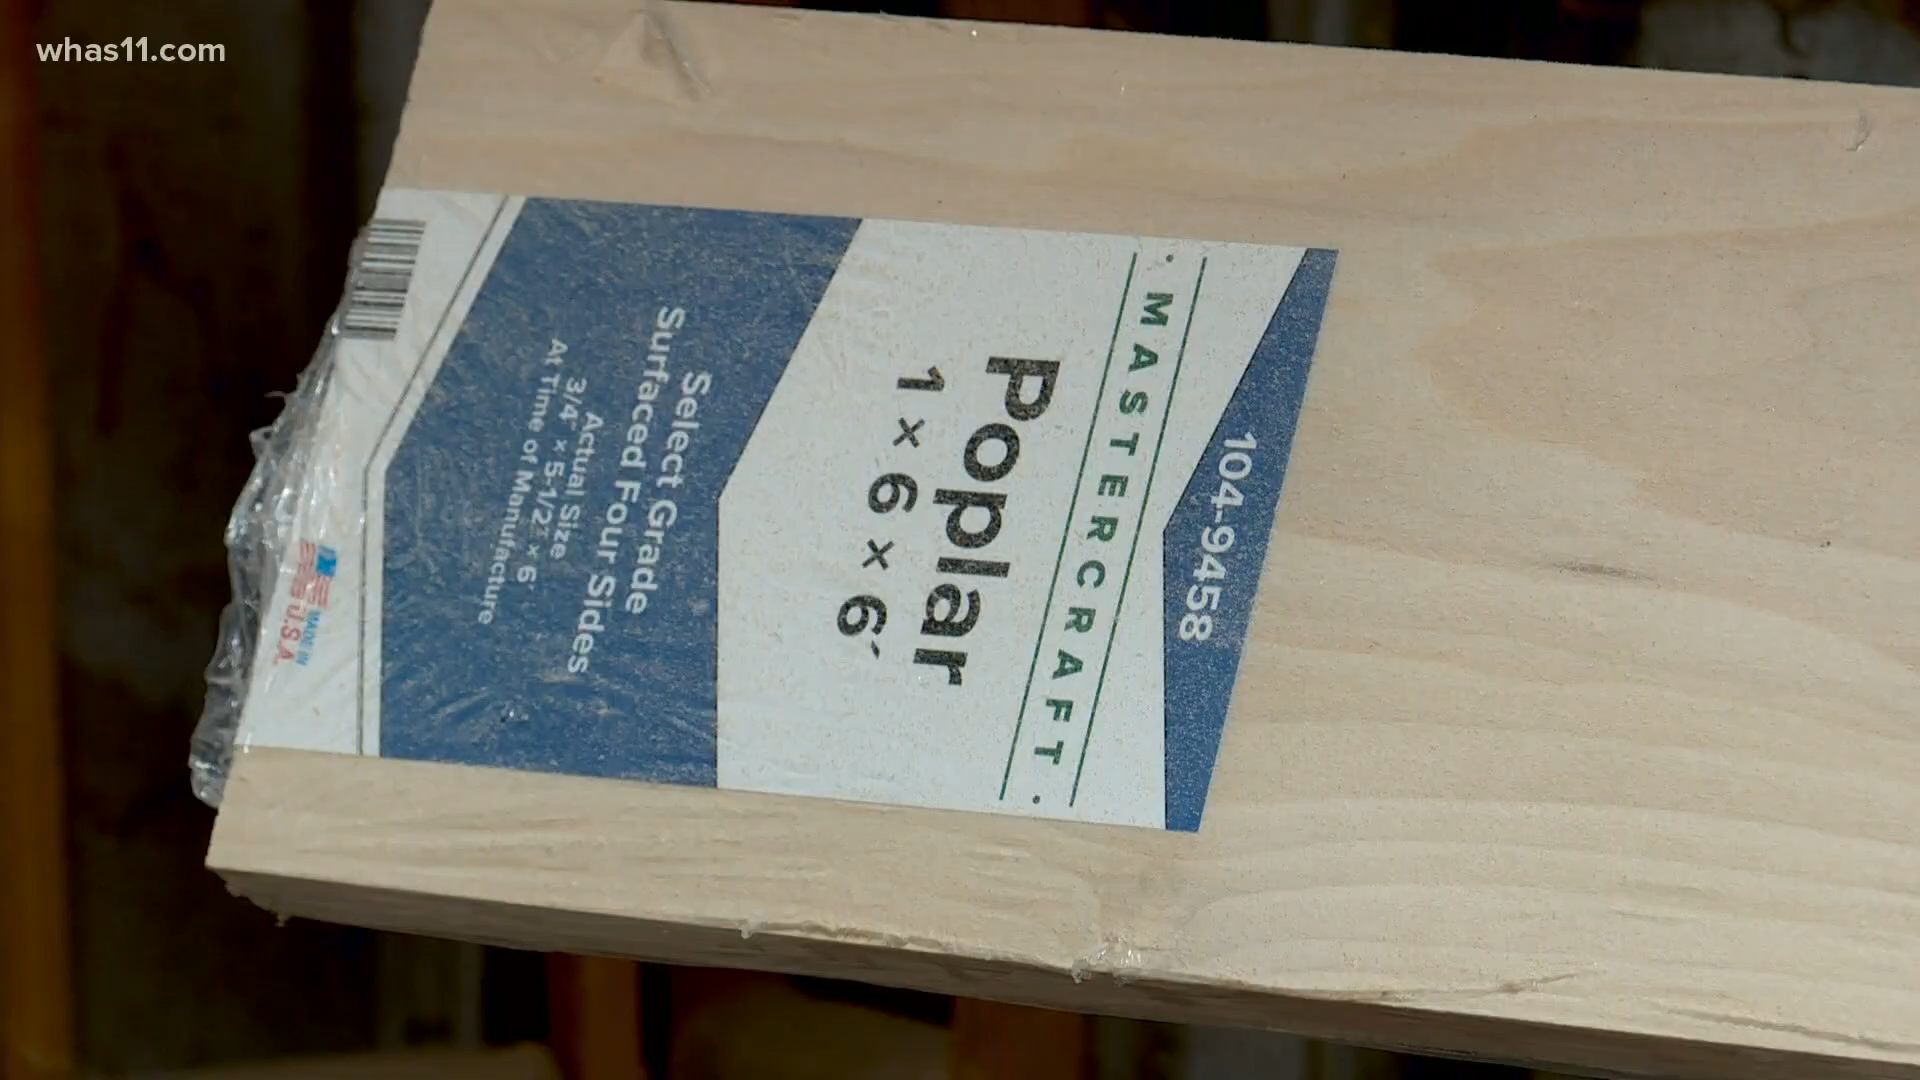 whas11.com
104-9458
• MASTERCRAFT •
Poplar
1 × 6 × 6'
Select Grade
Surfaced Four Sides
Actual Size
3/4" × 5-1/2" × 6'
At Time of Manufacture
MADE IN
U.S.A.